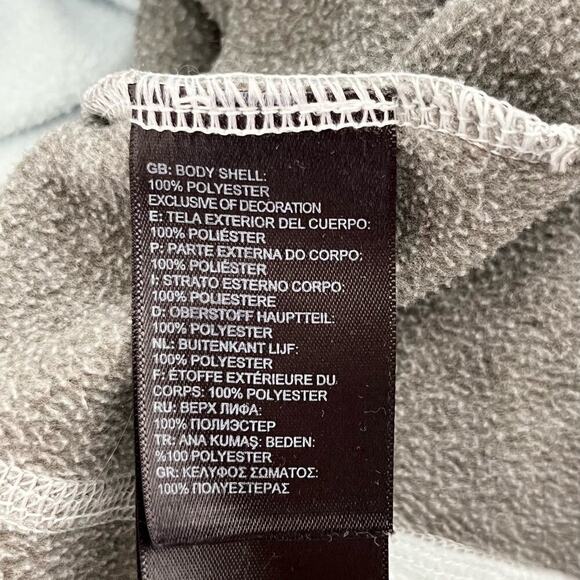 GB: BODY SHELL:
100% POLYESTER
EXCLUSIVE OF DECORATION
E: TELA EXTERIOR DEL CUERPO:
100% POLIÉSTER
P: PARTE EXTERNA DO CORPO:
100% POLIÉSTER
I: STRATO ESTERNO CORPO:
100% POLIESTERE
D: OBERSTOFF HAUPTTEIL:
100% POLYESTER
NL: BUITENKANT LIJF:
100% POLYESTER
F: ÉTOFFE EXTÉRIEURE DU
CORPS: 100% POLYESTER
RU: ВЕРХ ЛИФА:
100% ПОЛИЭСТЕР
TR: ANA KUMAŞ: BEDEN:
%100 POLYESTER
GR: ΚΕΛΥΦΟΣ ΣΩΜΑΤΟΣ:
100% ΠΟΛΥΕΣΤΕΡΑΣ